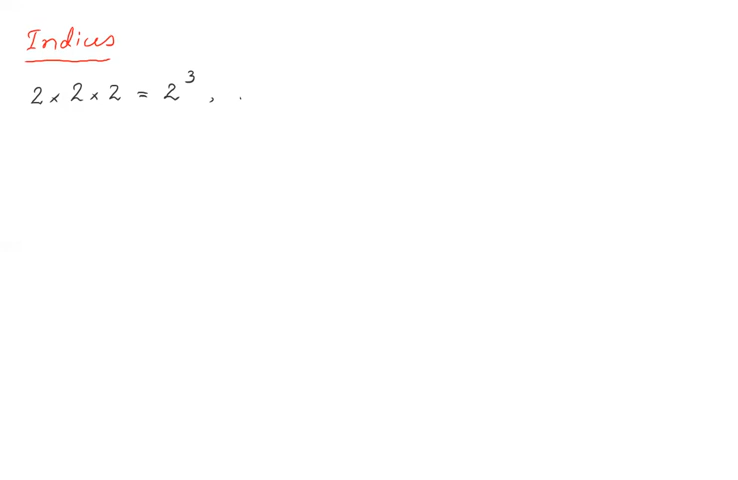 Indices
2 × 2 × 2 = 2³ , .